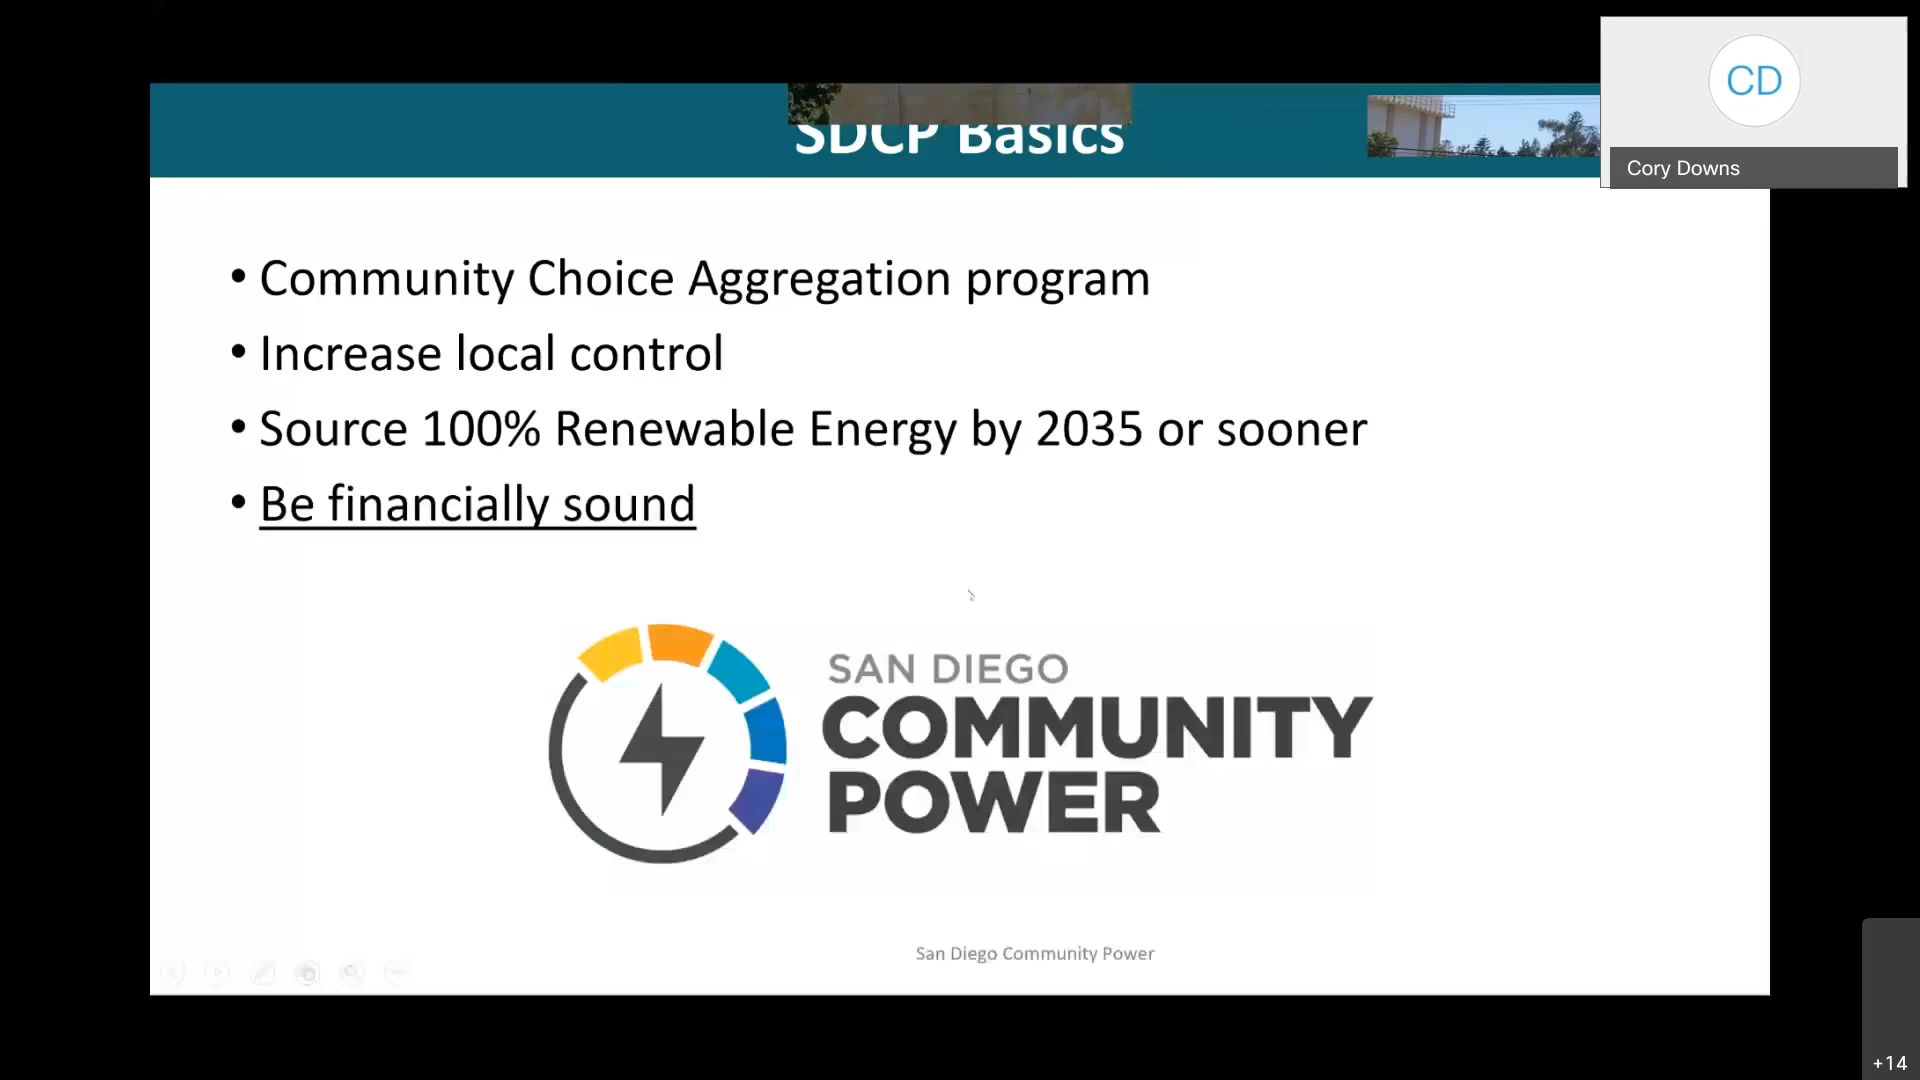 SDCP Basics
CD
Cory Downs
• Community Choice Aggregation program
• Increase local control
• Source 100% Renewable Energy by 2035 or sooner
• Be financially sound
SAN DIEGO
COMMUNITY
POWER
San Diego Community Power
+14